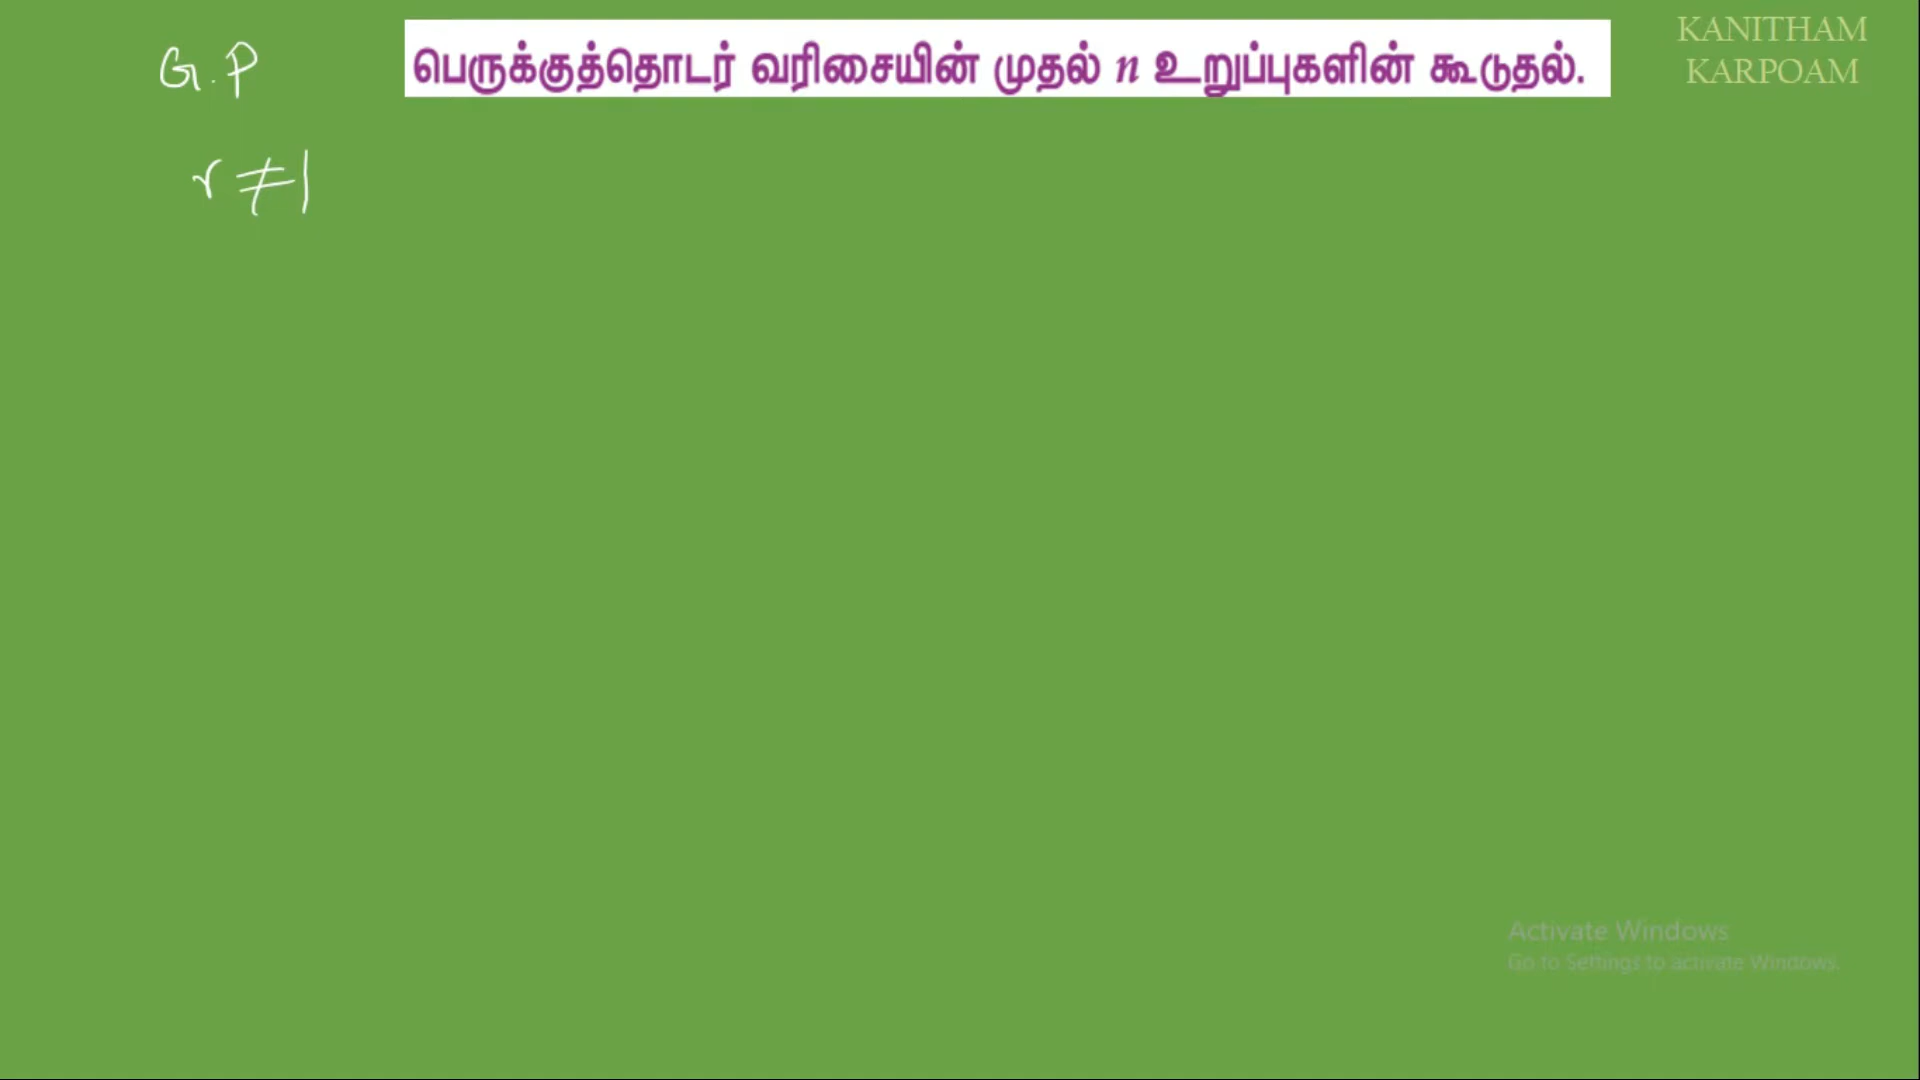 G.P
பெருக்குத்தொடர் வரிசையின் முதல் n உறுப்புகளின் கூடுதல்.
KANITHAM
KARPOAM
r ≠ 1
Activate Windows
Go to Settings to activate Windows.